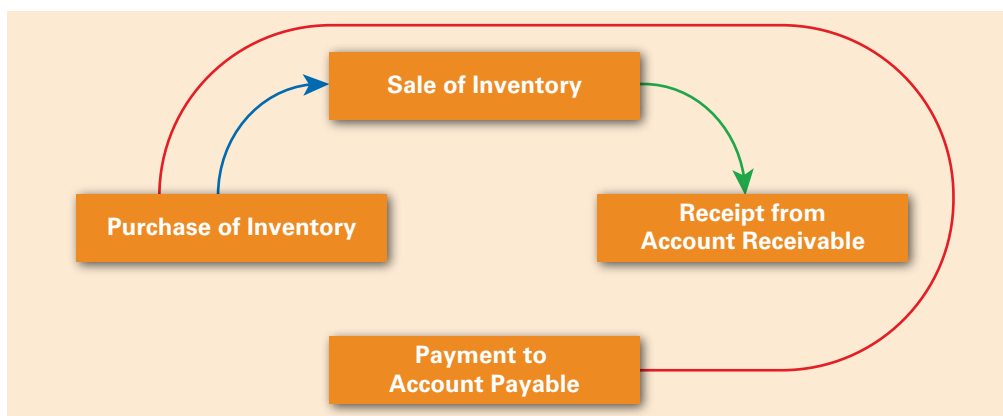 Sale of Inventory
Purchase of Inventory
Receipt from
Account Receivable
Payment to
Account Payable